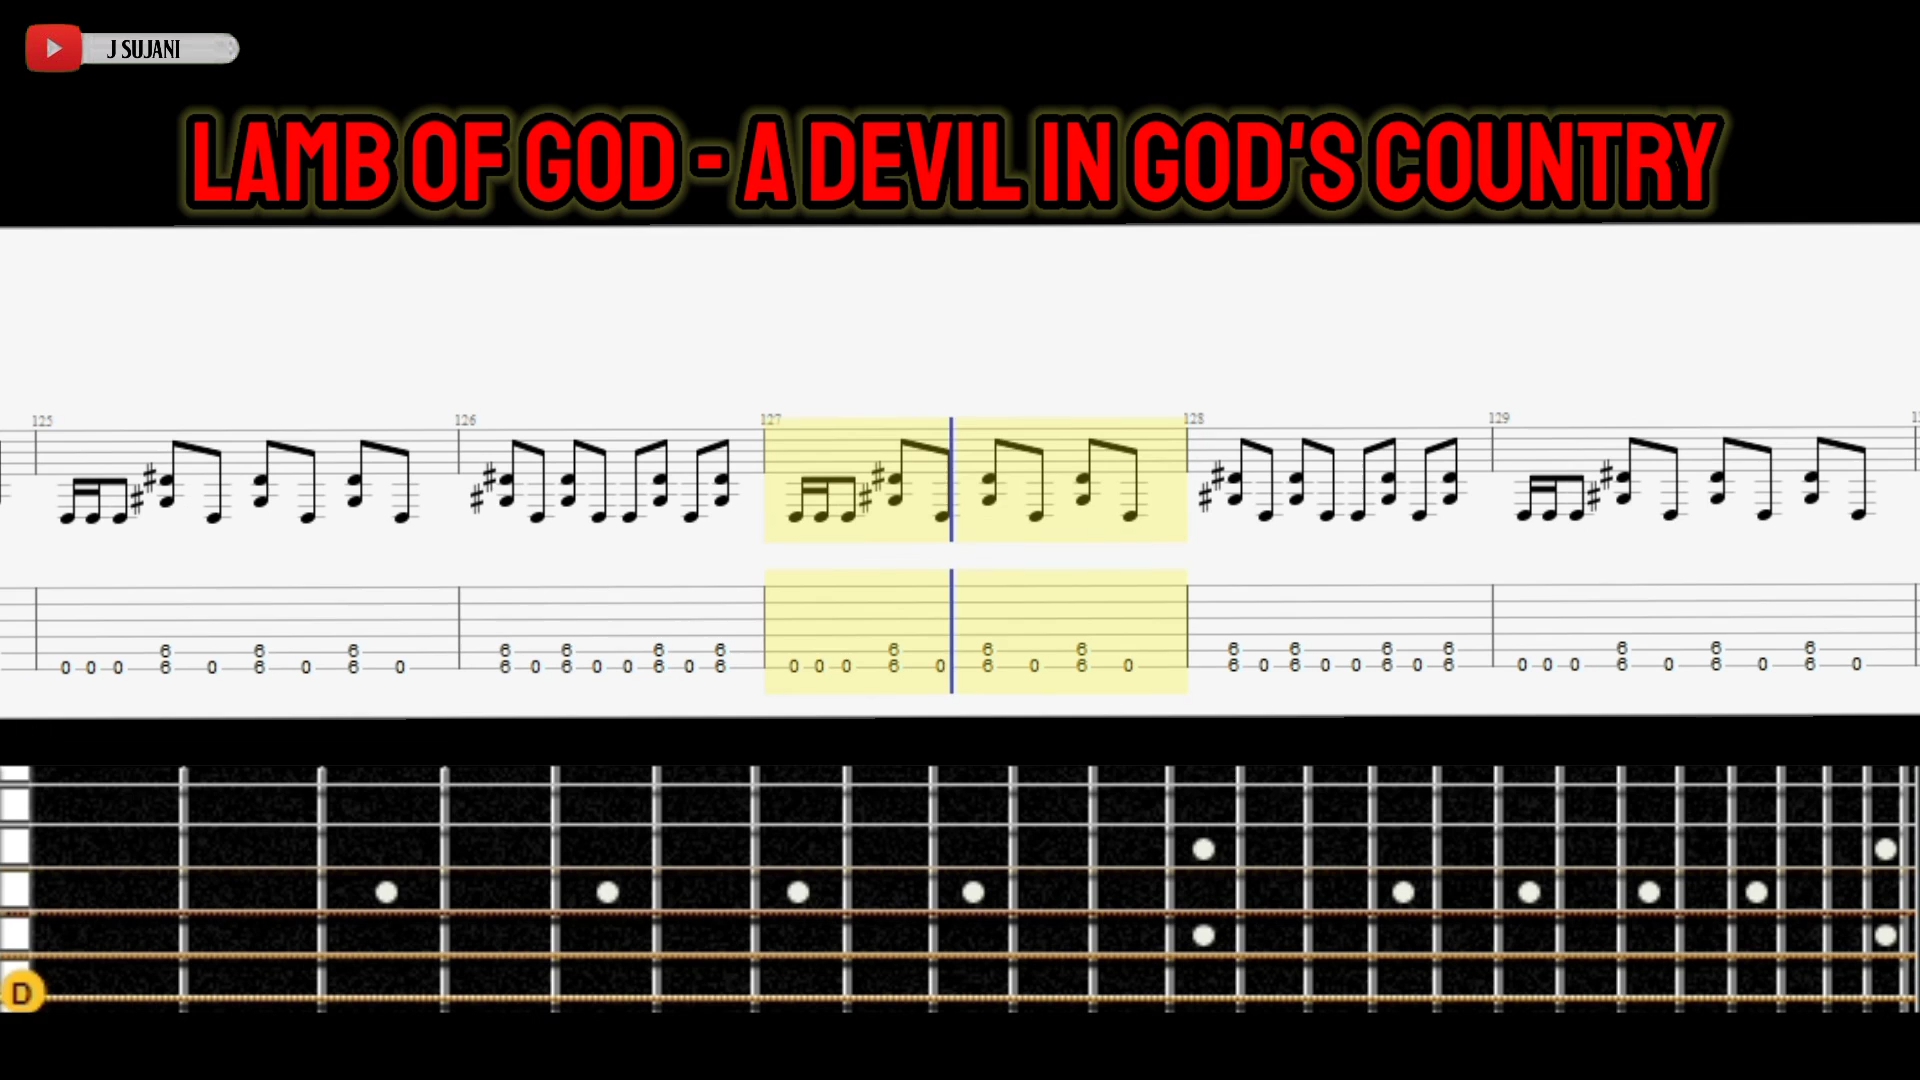 J SUJANI
LAMB OF GOD - A DEVIL IN GOD'S COUNTRY
125 126 127 128 129
6 6 6 6 6 6 6 6 6 6 6 6 6 6 6 6 6
0 0 0 6 0 6 0 6 0 6 0 6 0 0 6 0 6 0 0 0 6 0 6 0 6 0 6 0 6 0 0 6 0 6 0 0 0 6 0 6 0 6 0
D